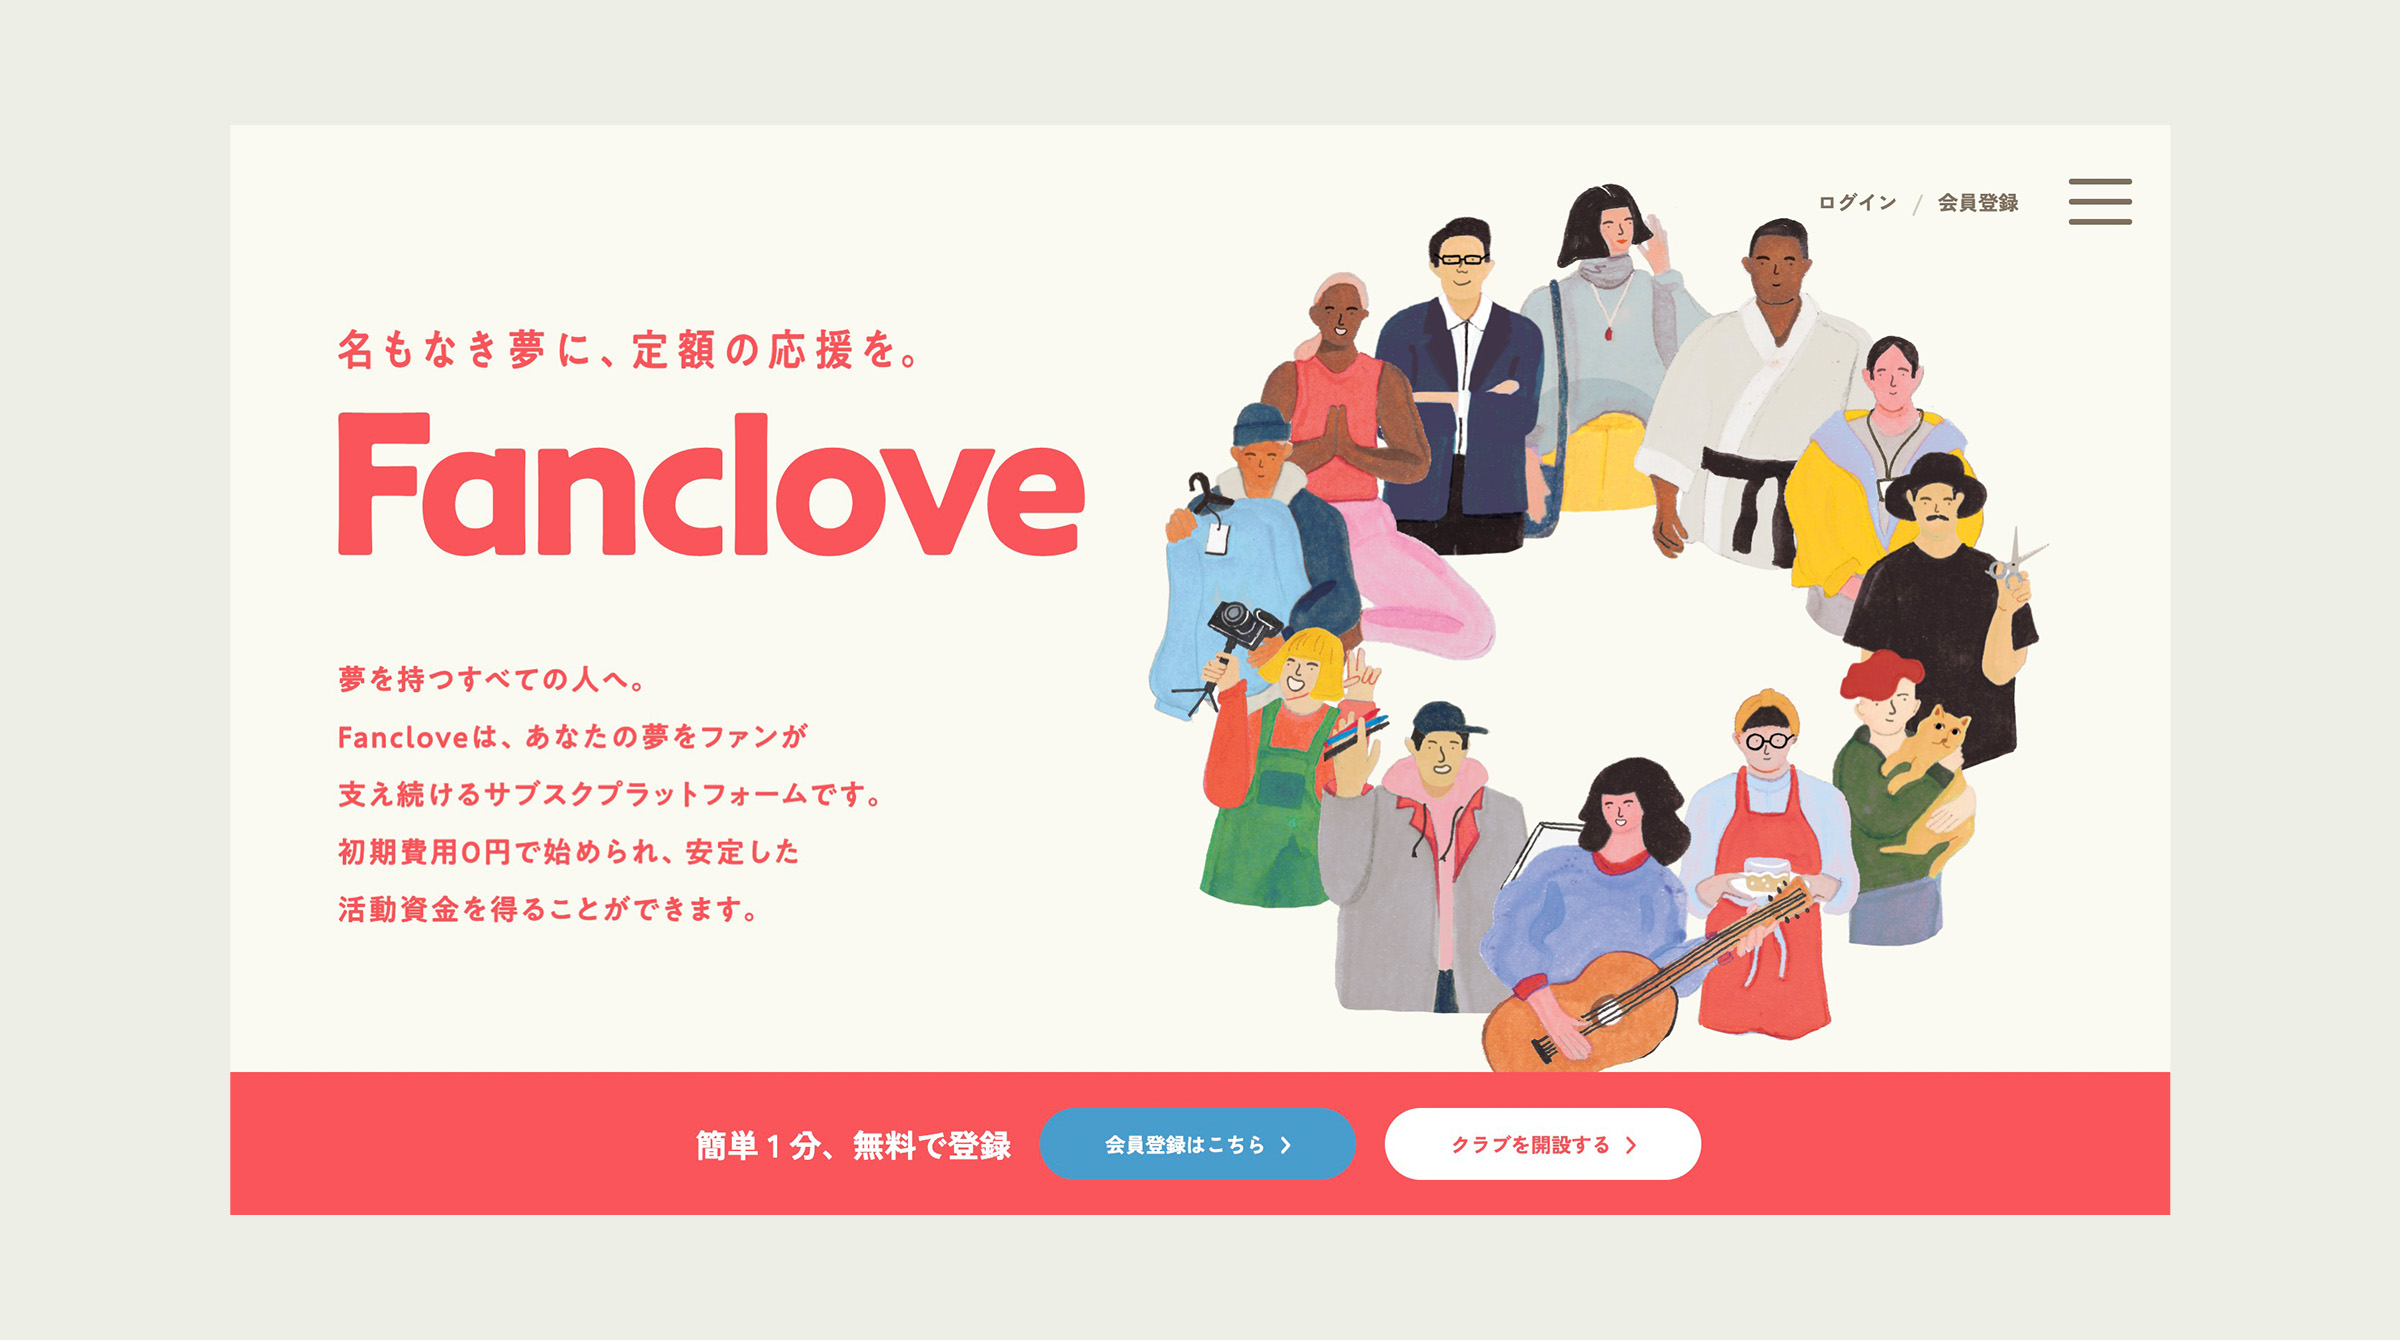 ログイン / 会員登録
名もなき夢に、定額の応援を。
Fanclove
夢を持つすべての人へ。
Fancloveは、あなたの夢をファンが
支え続けるサブスクプラットフォームです。
初期費用0円で始められ、安定した
活動資金を得ることができます。
簡単1分、無料で登録
会員登録はこちら
クラブを開設する